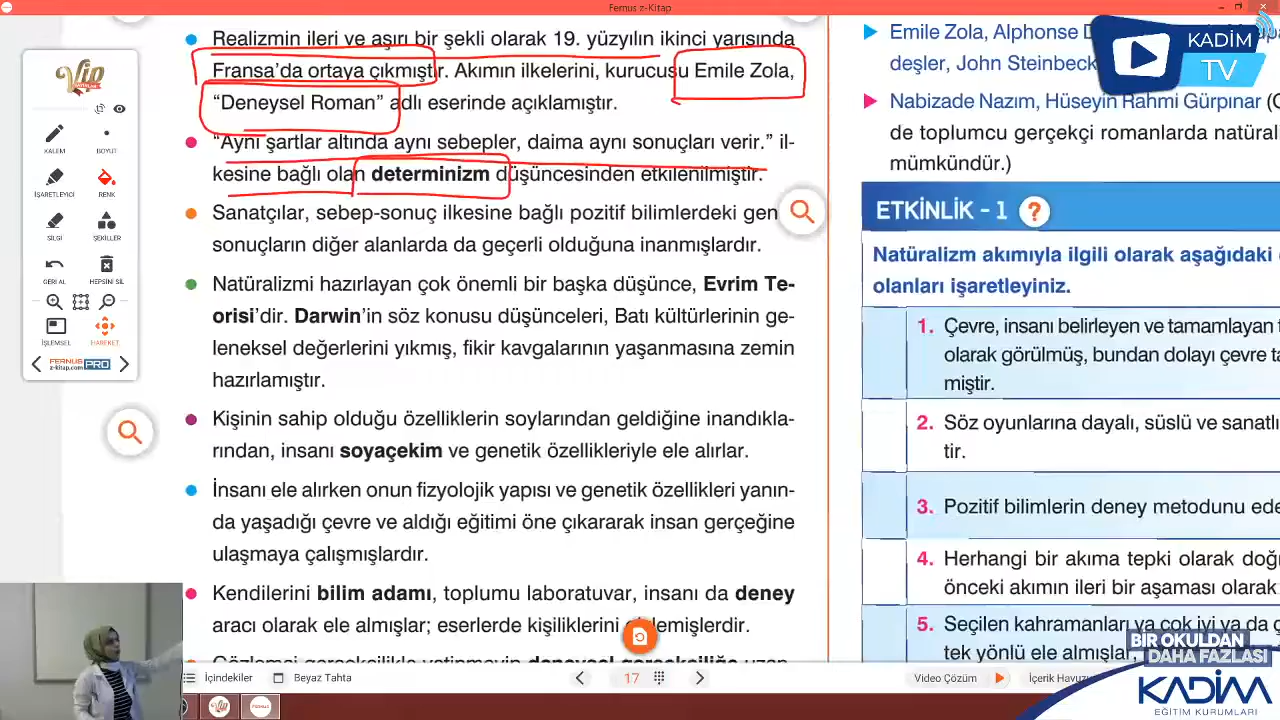 Fernus z-Kitap
Realizmin ileri ve aşırı bir şekli olarak 19. yüzyılın ikinci yarısında
Fransa’da ortaya çıkmıştır. Akımın ilkelerini, kurucusu Emile Zola,
“Deneysel Roman” adlı eserinde açıklamıştır.
“Aynı şartlar altında aynı sebepler, daima aynı sonuçları verir.” il-
kesine bağlı olan determinizm düşüncesinden etkilenilmiştir.
Sanatçılar, sebep-sonuç ilkesine bağlı pozitif bilimlerdeki gen
sonuçların diğer alanlarda da geçerli olduğuna inanmışlardır.
Natüralizmi hazırlayan çok önemli bir başka düşünce, Evrim Te-
orisi’dir. Darwin’in söz konusu düşünceleri, Batı kültürlerinin ge-
leneksel değerlerini yıkmış, fikir kavgalarının yaşanmasına zemin
hazırlamıştır.
Kişinin sahip olduğu özelliklerin soylarından geldiğine inandıkla-
rından, insanı soyaçekim ve genetik özellikleriyle ele alırlar.
İnsanı ele alırken onun fizyolojik yapısı ve genetik özellikleri yanın-
da yaşadığı çevre ve aldığı eğitimi öne çıkararak insan gerçeğine
ulaşmaya çalışmışlardır.
Kendilerini bilim adamı, toplumu laboratuvar, insanı da deney
aracı olarak ele almışlar; eserlerde kişiliklerini
Emile Zola, Alphonse
deşler, John Steinbeck
Nabizade Nazım, Hüseyin Rahmi Gürpınar
de toplumcu gerçekçi romanlarda natüral
mümkündür.)
ETKİNLİK - 1 ?
Natüralizm akımıyla ilgili olarak aşağıdaki
olanları işaretleyiniz.
1. Çevre, insanı belirleyen ve tamamlayan
olarak görülmüş, bundan dolayı çevre ta
miştir.
2. Söz oyunlarına dayalı, süslü ve sanatlı
tir.
3. Pozitif bilimlerin deney metodunu ede
4. Herhangi bir akıma tepki olarak doğ
önceki akımın ileri bir aşaması olarak
5. Seçilen kahramanları ya çok iyi ya da
tek yönlü ele almışlar
KADİM
TV
BİR OKULDAN
DAHA FAZLASI
KADİM
EĞİTİM KURUMLARI
Vip
KALEM BOYUT
İŞARETLEYİCİ RENK
SİLGİ ŞEKİLLER
GERİ AL HEPSİNİ SİL
İŞLEMSEL HAREKET
FERNUS
z-kitap.com PRO
İçindekiler Beyaz Tahta 17 Video Çözüm İçerik Havuzu